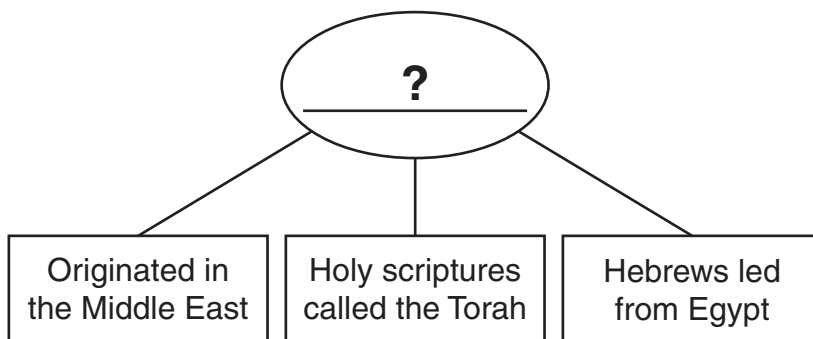 ?
Originated in
the Middle East
Holy scriptures
called the Torah
Hebrews led
from Egypt